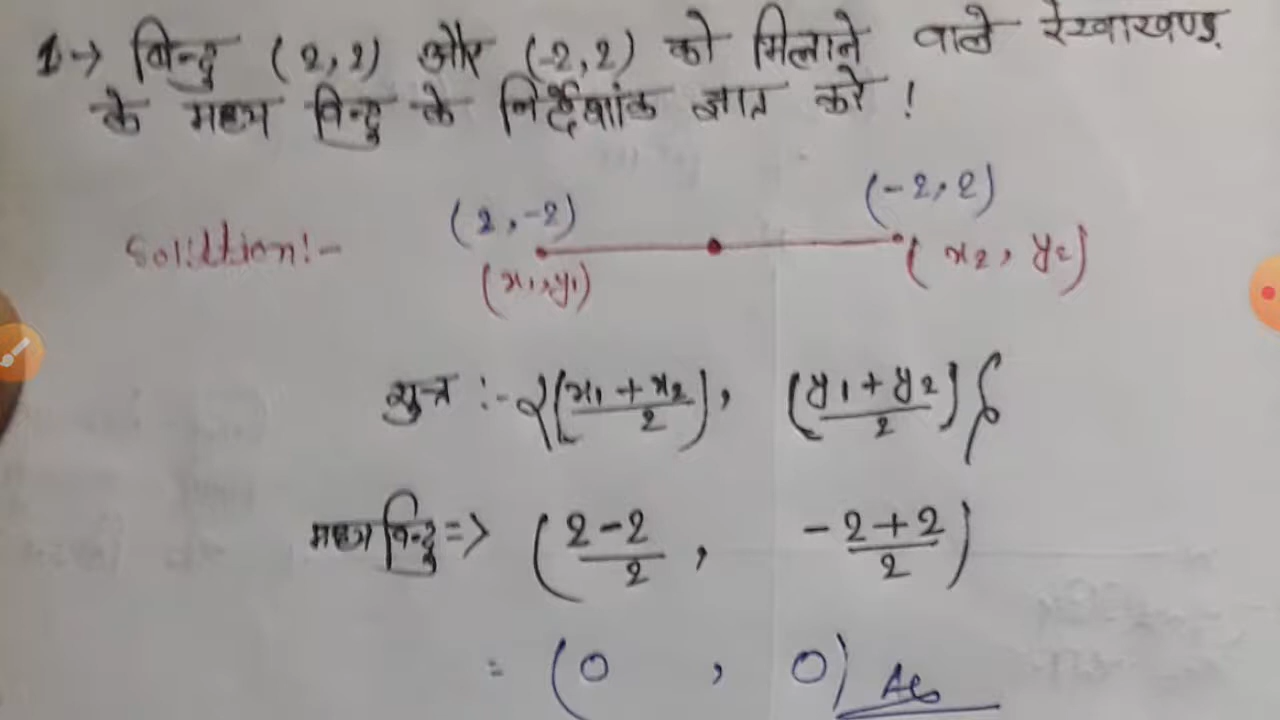 1→ बिन्दु (2,2) और (-2,2) को मिलाने वाले रेखाखण्ड
के मध्य बिन्दु के निर्देशांक ज्ञात करो !
(2,-2) (-2,2)
Solution:-
(x1,y1) (x2, y2)
सुत्र :- {(x1+x2/2), (y1+y2/2)}
मध्य बिन्दु => (2-2/2, -2+2/2)
= (0 , 0) Ans